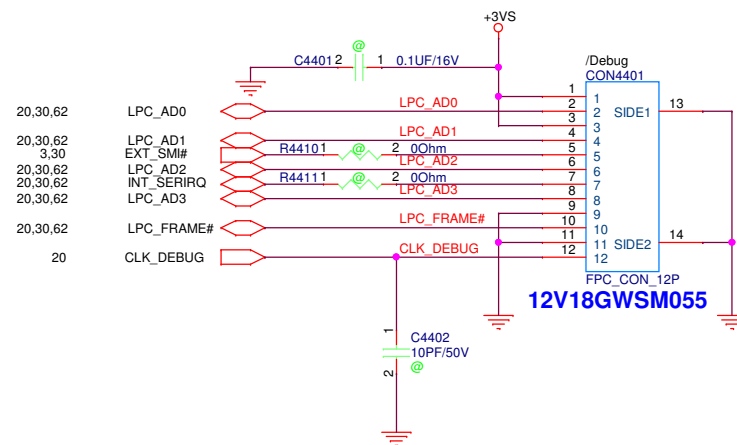 +3VS
@
C4401 2 1 0.1UF/16V
/Debug
CON4401
1 1
20,30,62 LPC_AD0 LPC_AD0 2 2 SIDE1 13
3 3
20,30,62 LPC_AD1 LPC_AD1 4 4
3,30 EXT_SMI# R4410 1 @ 2 0Ohm 5 5
20,30,62 LPC_AD2 LPC_AD2 6 6
20,30,62 INT_SERIRQ R4411 1 @ 2 0Ohm 7 7
20,30,62 LPC_AD3 LPC_AD3 8 8
9 9
20,30,62 LPC_FRAME# LPC_FRAME# 10 10
11 11 SIDE2 14
20 CLK_DEBUG CLK_DEBUG 12 12
FPC_CON_12P
12V18GWSM055
1
C4402
10PF/50V
2 @